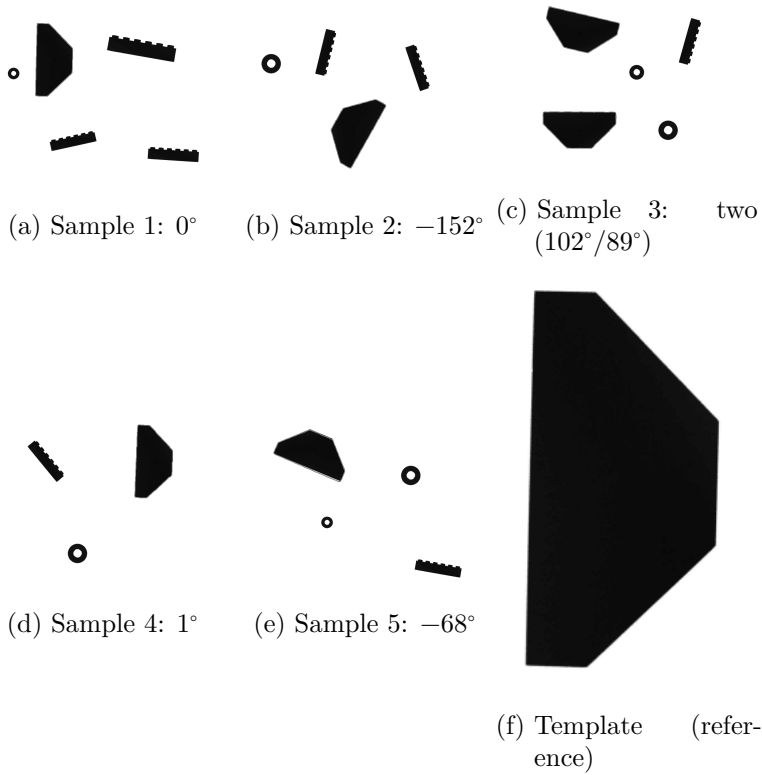 (a) Sample 1: 0°
(b) Sample 2: −152°
(c) Sample 3: two
(102°/89°)
(d) Sample 4: 1°
(e) Sample 5: −68°
(f) Template (refer-
ence)